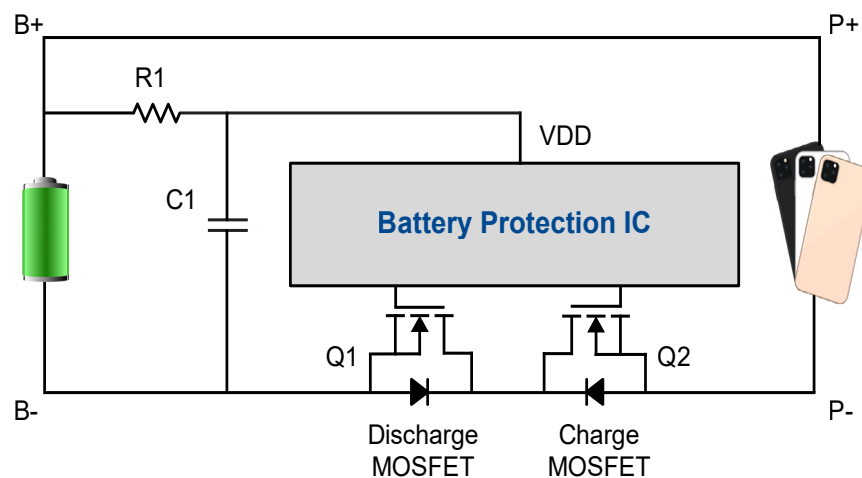 B+
P+
R1
VDD
C1
Battery Protection IC
Q1
Q2
B-
P-
Discharge
MOSFET
Charge
MOSFET